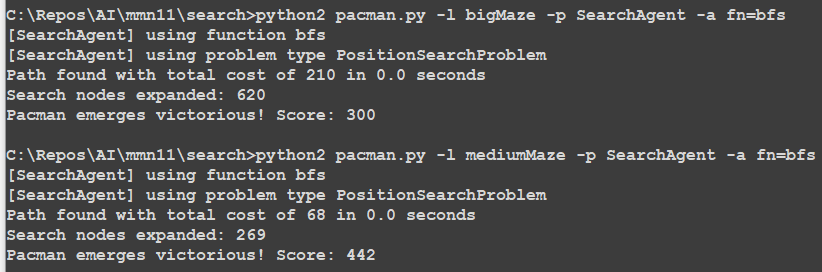 C:\Repos\AI\mmn11\search>python2 pacman.py -l bigMaze -p SearchAgent -a fn=bfs
[SearchAgent] using function bfs
[SearchAgent] using problem type PositionSearchProblem
Path found with total cost of 210 in 0.0 seconds
Search nodes expanded: 620
Pacman emerges victorious! Score: 300
C:\Repos\AI\mmn11\search>python2 pacman.py -l mediumMaze -p SearchAgent -a fn=bfs
[SearchAgent] using function bfs
[SearchAgent] using problem type PositionSearchProblem
Path found with total cost of 68 in 0.0 seconds
Search nodes expanded: 269
Pacman emerges victorious! Score: 442